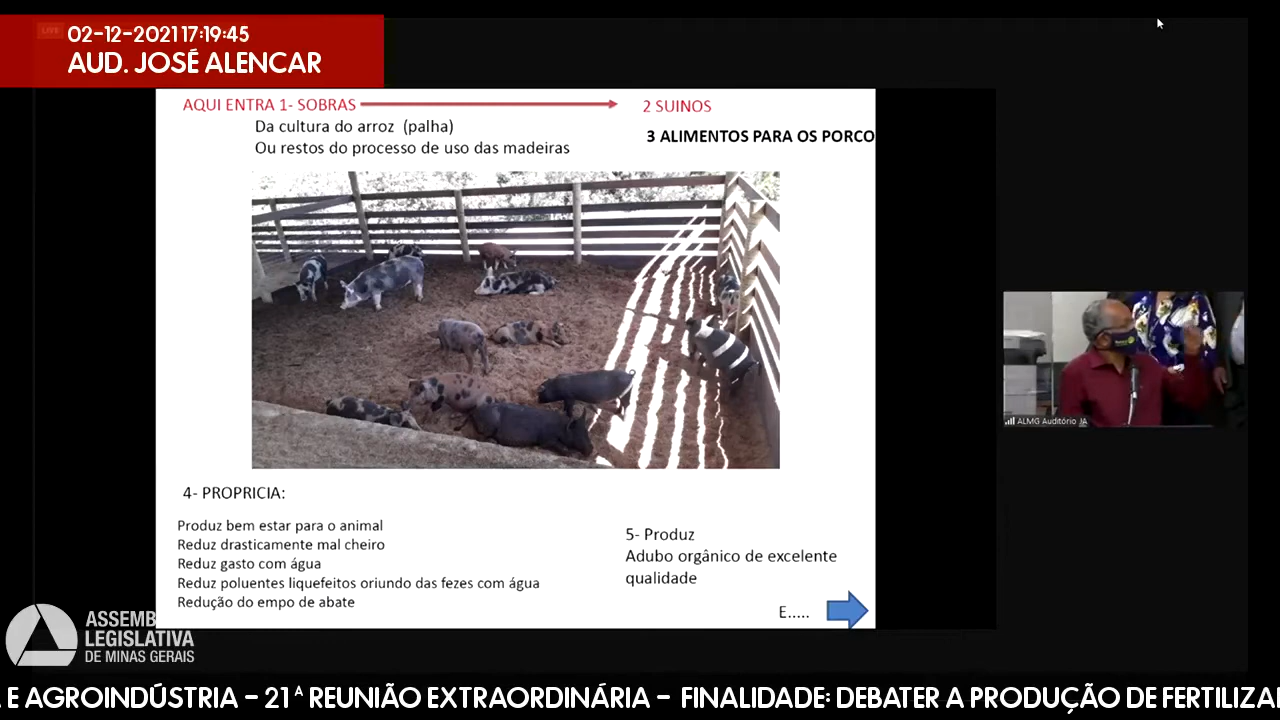 LIVE
02-12-2021 17:19:45
AUD. JOSÉ ALENCAR
AQUI ENTRA 1- SOBRAS
2 SUINOS
Da cultura do arroz (palha)
3 ALIMENTOS PARA OS PORCO
Ou restos do processo de uso das madeiras
ALMG Auditório JA
4- PROPRICIA:
Produz bem estar para o animal
Reduz drasticamente mal cheiro
Reduz gasto com água
Reduz poluentes liquefeitos oriundo das fezes com água
Redução do empo de abate
5- Produz
Adubo orgânico de excelente
qualidade
E.....
ASSEMB
LEGISLATIVA
DE MINAS GERAIS
E AGROINDÚSTRIA - 21ª REUNIÃO EXTRAORDINÁRIA - FINALIDADE: DEBATER A PRODUÇÃO DE FERTILIZA